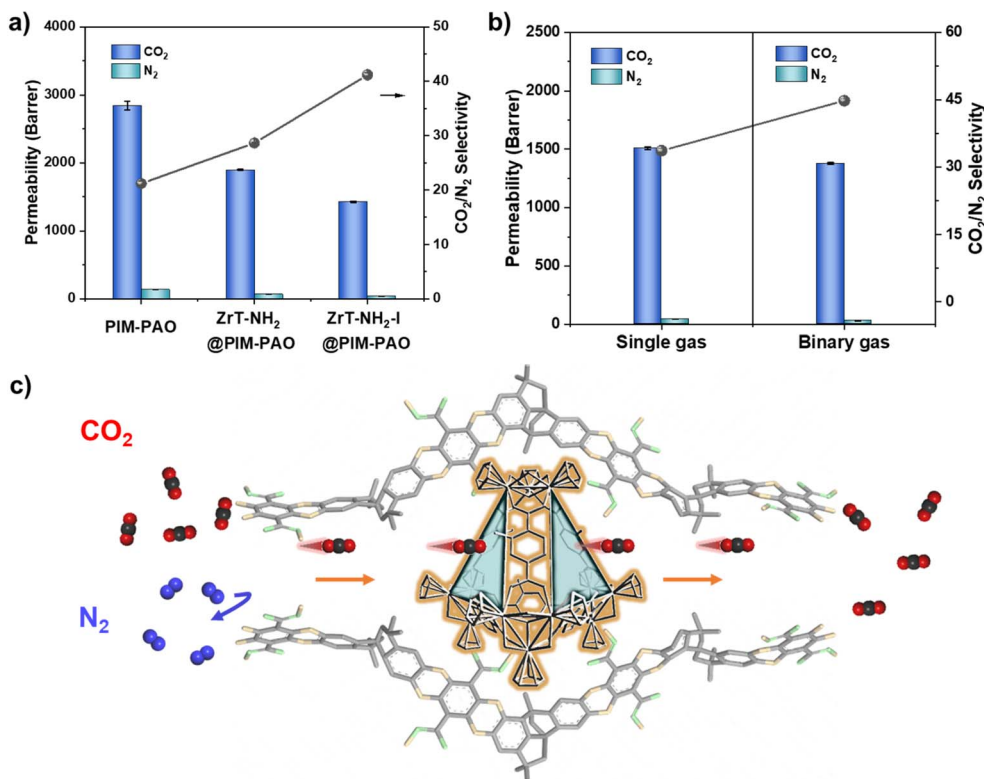 a)
4000
3000
2000
1000
0
Permeability (Barrer)
CO₂
N₂
50
40
30
20
10
0
CO₂/N₂ Selectivity
PIM-PAO
ZrT-NH₂
@PIM-PAO
ZrT-NH₂-I
@PIM-PAO
b)
2500
2000
1500
1000
500
0
Permeability (Barrer)
CO₂
N₂
CO₂
N₂
60
45
30
15
0
CO₂/N₂ Selectivity
Single gas
Binary gas
c)
CO₂
N₂